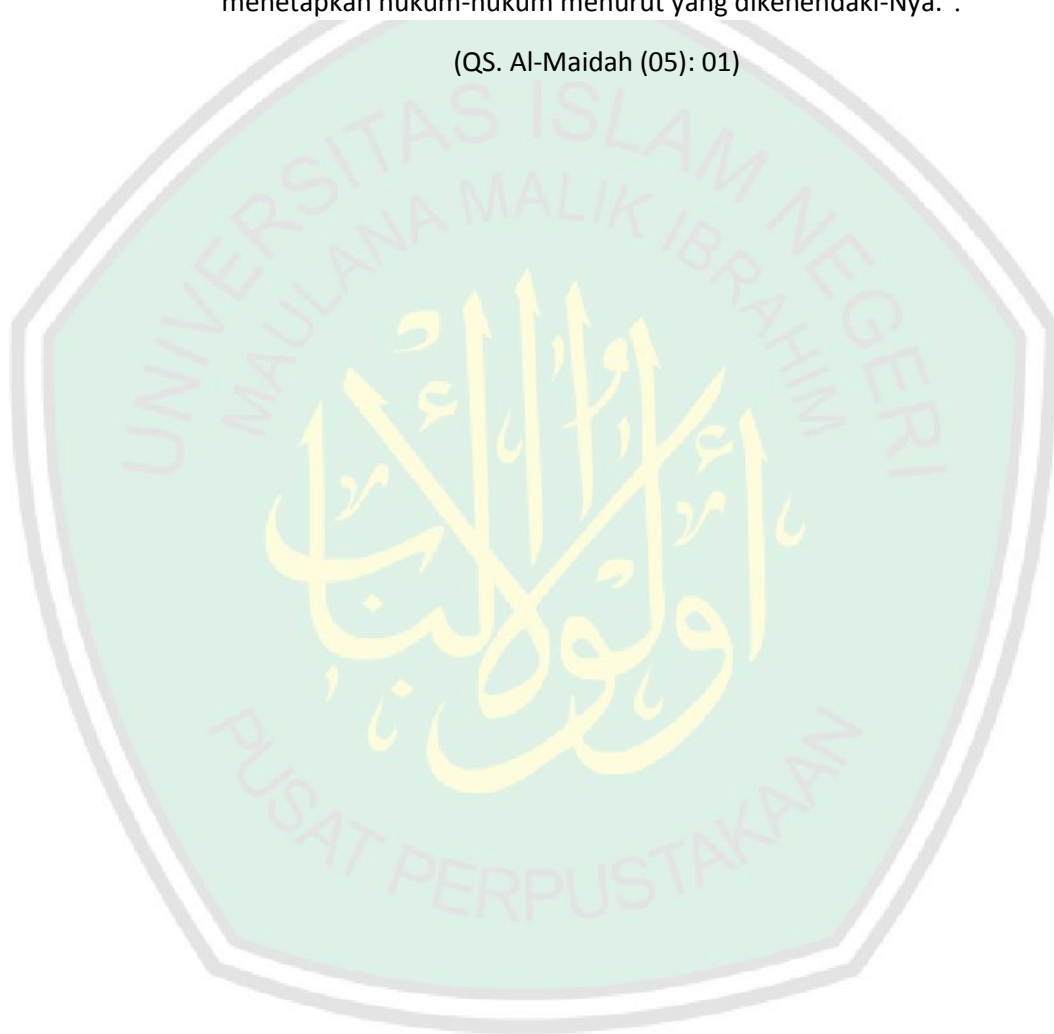 menetapkan hukum-hukum menurut yang dikehendaki-Nya.".
(QS. Al-Maidah (05): 01)
UNIVERSITAS ISLAM NEGERI
MAULANA MALIK IBRAHIM
أولوا الألباب
PUSAT PERPUSTAKAAN